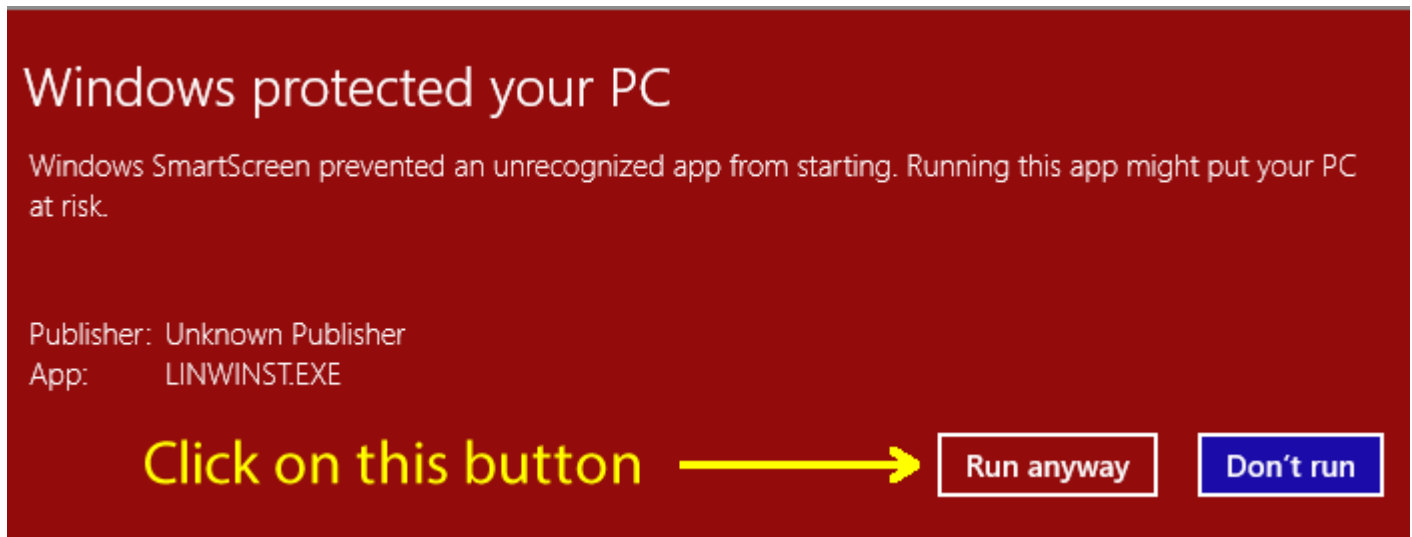 Windows protected your PC
Windows SmartScreen prevented an unrecognized app from starting. Running this app might put your PC
at risk.
Publisher: Unknown Publisher
App: LINWINST.EXE
Click on this button Run anyway Don't run